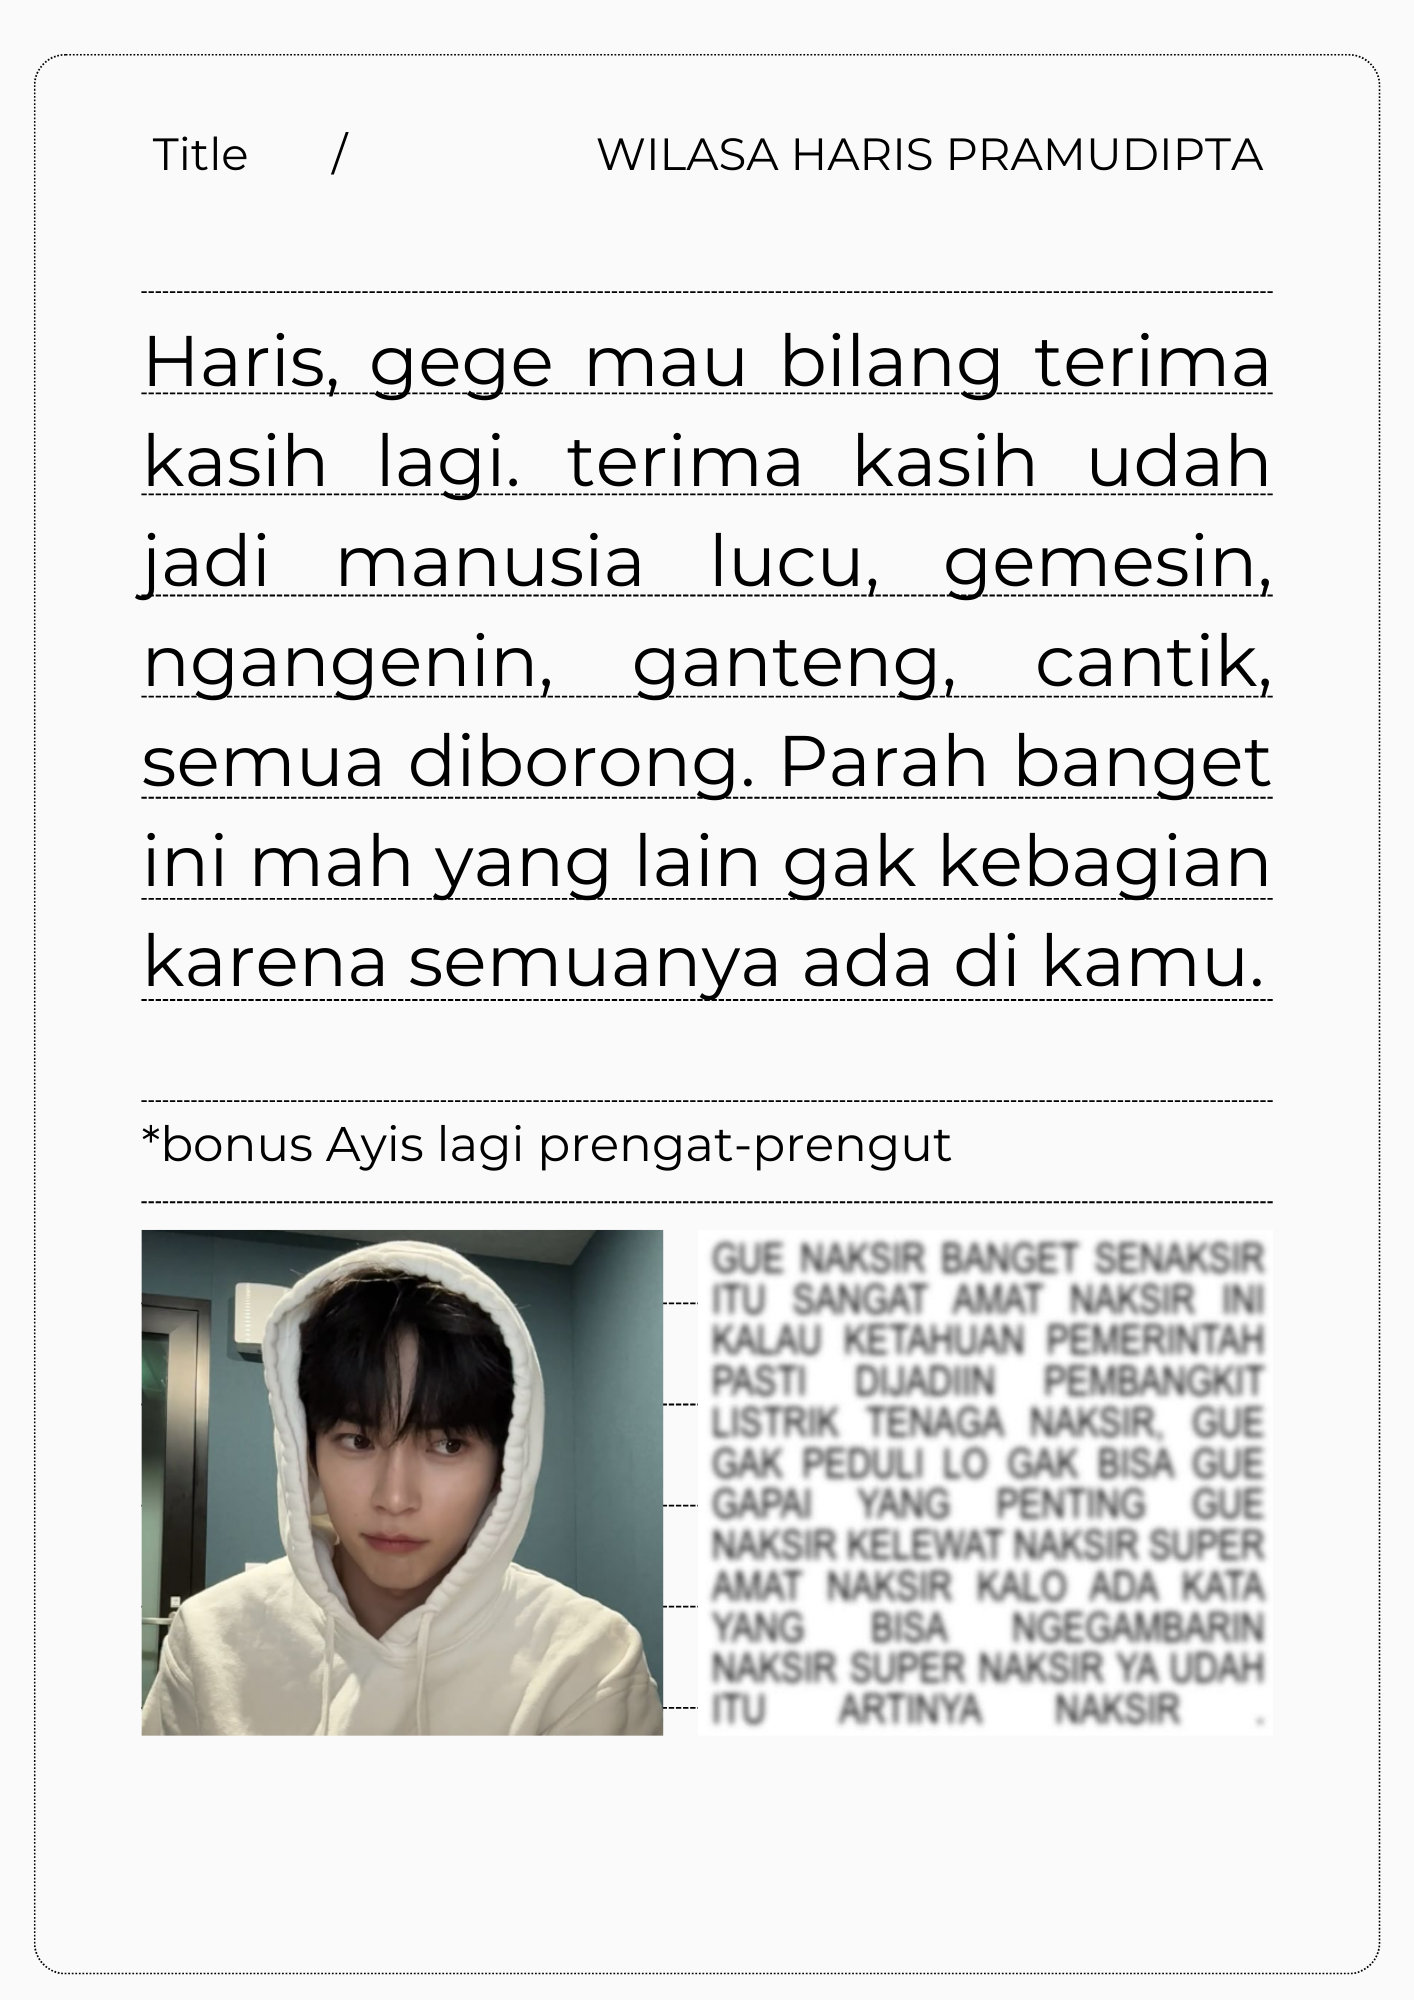 Title / WILASA HARIS PRAMUDIPTA
Haris, gege mau bilang terima
kasih lagi. terima kasih udah
jadi manusia lucu, gemesin,
ngangenin, ganteng, cantik,
semua diborong. Parah banget
ini mah yang lain gak kebagian
karena semuanya ada di kamu.
*bonus Ayis lagi prengat-prengut
GUE NAKSIR BANGET SENAKSIR
ITU SANGAT AMAT NAKSIR INI
KALAU KETAHUAN PEMERINTAH
PASTI DIJADIIN PEMBANGKIT
LISTRIK TENAGA NAKSIR, GUE
GAK PEDULI LO GAK BISA GUE
GAPAI YANG PENTING GUE
NAKSIR KELEWAT NAKSIR SUPER
AMAT NAKSIR KALO ADA KATA
YANG BISA NGEGAMBARIN
NAKSIR SUPER NAKSIR YA UDAH
ITU ARTINYA NAKSIR .